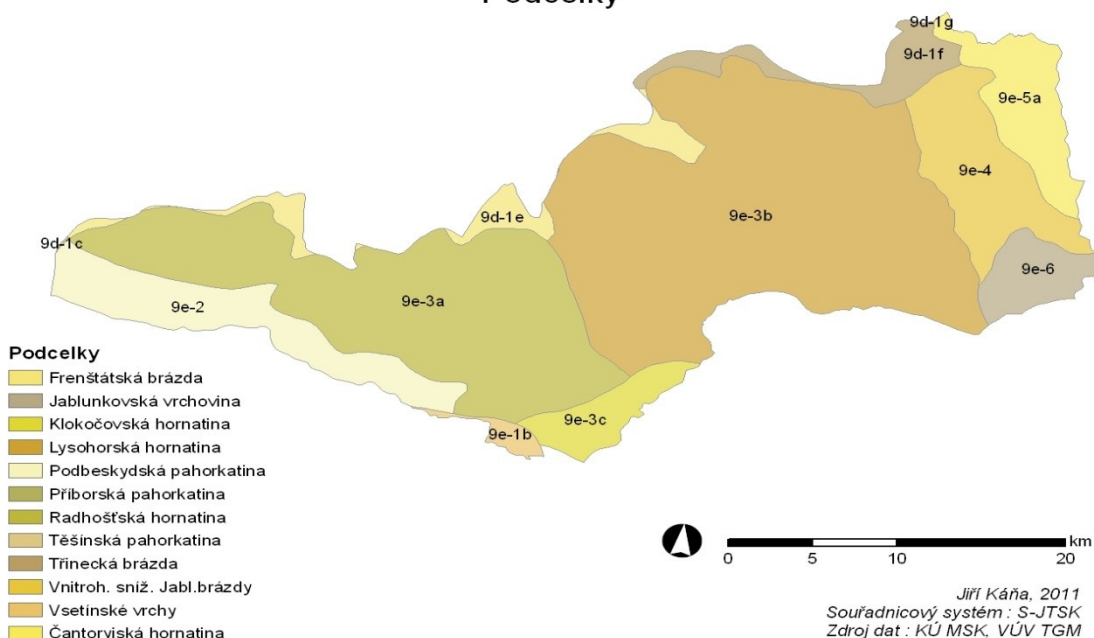 Podcelky
9d-1g
9d-1f
9e-5a
9e-4
9e-3b
9d-1e
9d-1c
9e-6
9e-3a
9e-2
9e-3c
9e-1b
Podcelky
Frenštátská brázda
Jablunkovská vrchovina
Klokočovská hornatina
Lysohorská hornatina
Podbeskydská pahorkatina
Příborská pahorkatina
Radhošťská hornatina
Těšínská pahorkatina
Třinecká brázda
Vnitroh. sníž. Jabl.brázdy
Vsetínské vrchy
Čantoryjská hornatina
km
0 5 10 20
Jiří Káňa, 2011
Souřadnicový systém : S-JTSK
Zdroj dat : KÚ MSK, VÚV TGM